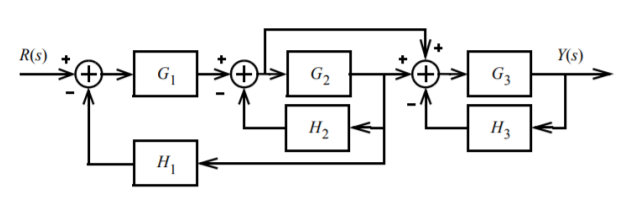 R(s) + - G₁ + - G₂ + + - G₃ Y(s)
H₂ H₃
H₁